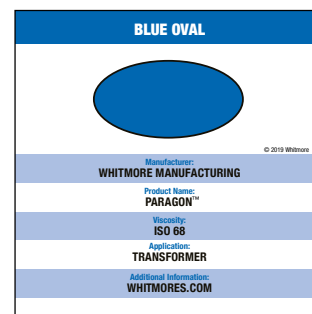 BLUE OVAL
© 2019 Whitmore
Manufacturer:
WHITMORE MANUFACTURING
Product Name:
PARAGON™
Viscosity:
ISO 68
Application:
TRANSFORMER
Additional Information:
WHITMORES.COM